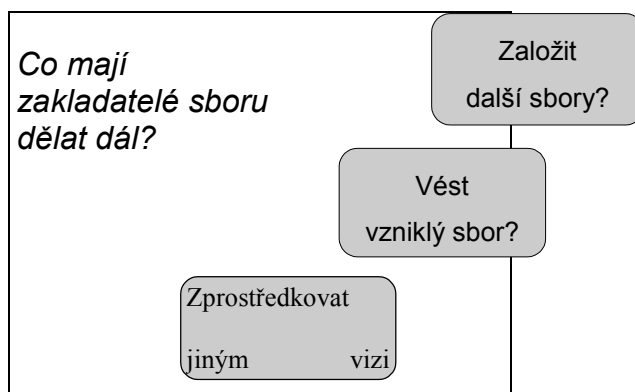 Co mají
zakladatelé sboru
dělat dál?
Založit
další sbory?
Vést
vzniklý sbor?
Zprostředkovat
jiným vizi